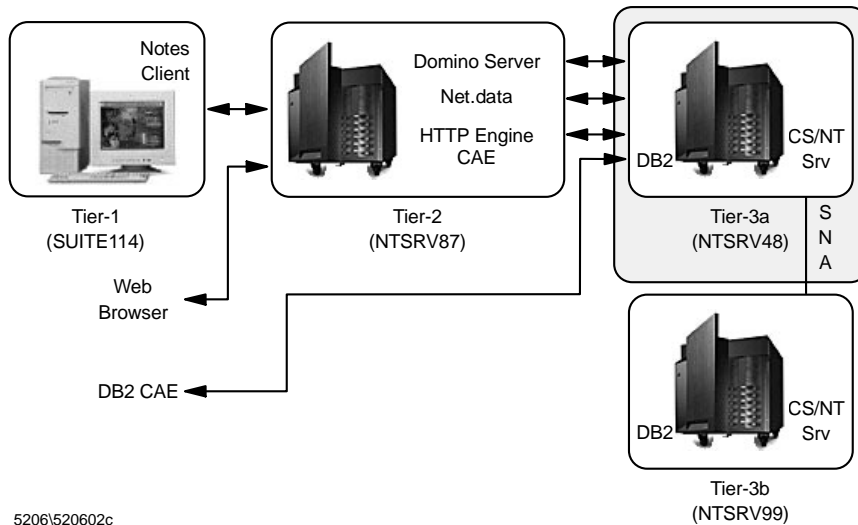 Notes
Client
Tier-1
(SUITE114)
Domino Server
Net.data
HTTP Engine
CAE
Tier-2
(NTSRV87)
DB2
CS/NT
Srv
Tier-3a
(NTSRV48)
S
N
A
Web
Browser
DB2 CAE
DB2
CS/NT
Srv
Tier-3b
(NTSRV99)
5206\520602c